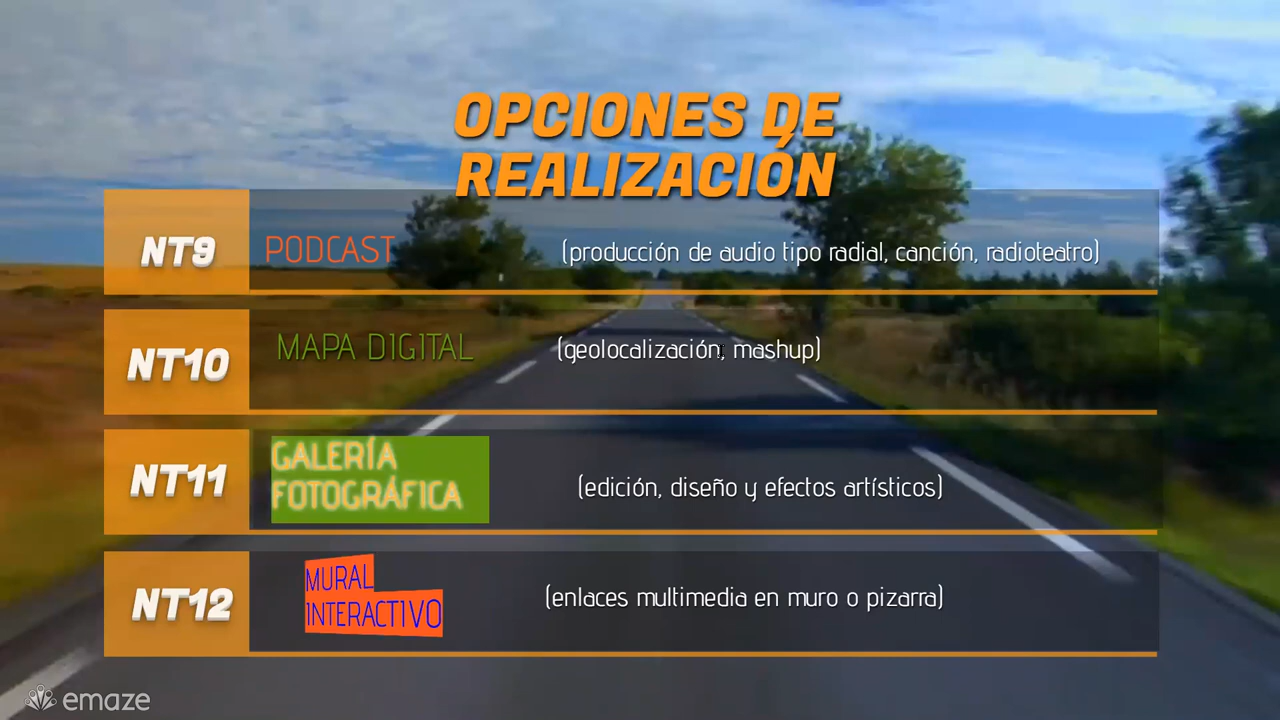 OPCIONES DE
REALIZACIÓN
NT9
PODCAST
(producción de audio tipo radial, canción, radioteatro)
NT10
MAPA DIGITAL
(geolocalización, mashup)
NT11
GALERÍA
FOTOGRÁFICA
(edición, diseño y efectos artísticos)
NT12
MURAL
INTERACTIVO
(enlaces multimedia en muro o pizarra)
emaze